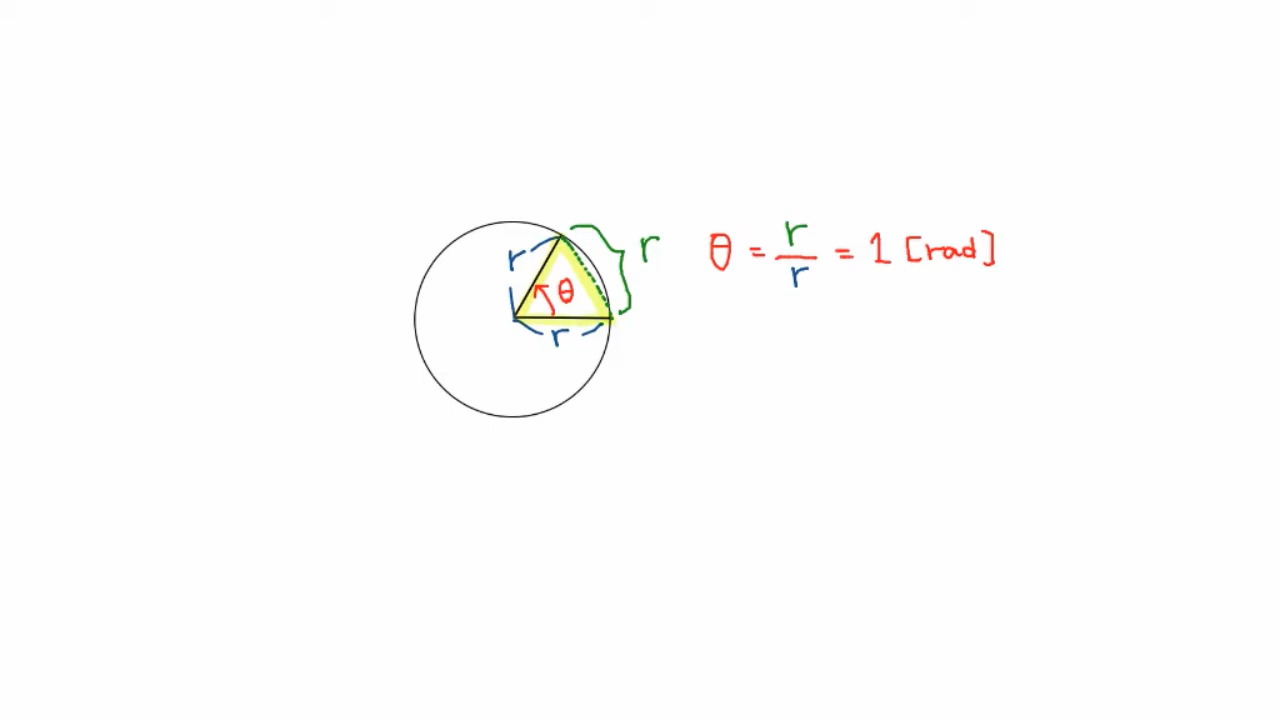 r
θ
r
r
θ = r/r = 1 [rad]